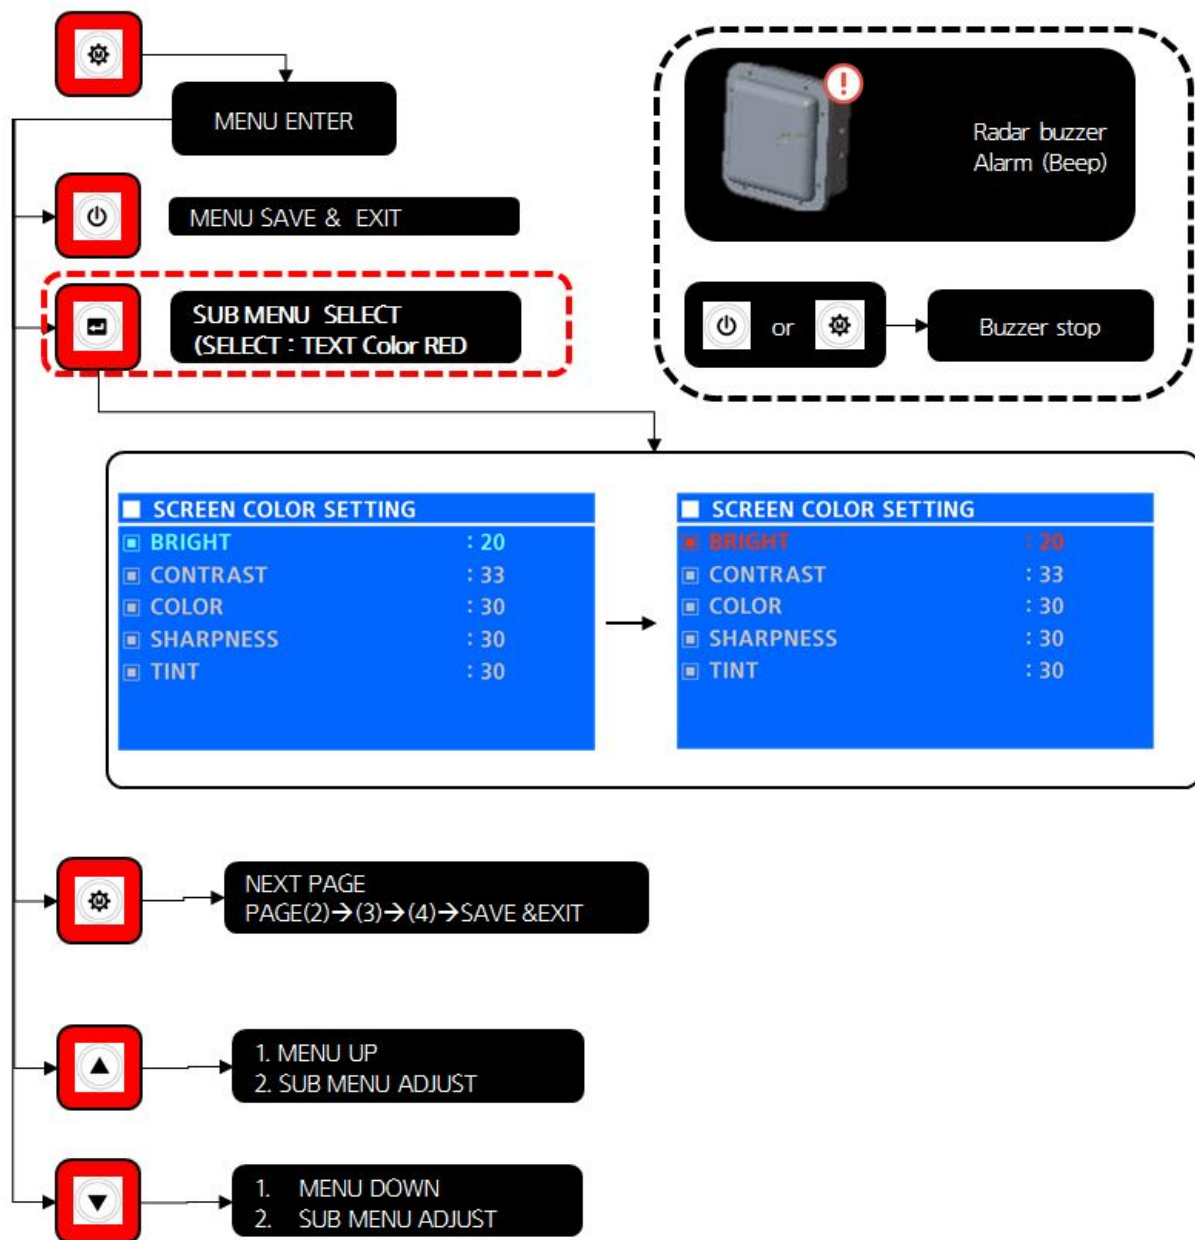 MENU ENTER
MENU SAVE & EXIT
SUB MENU SELECT
(SELECT : TEXT Color RED
Radar buzzer
Alarm (Beep)
or
Buzzer stop
SCREEN COLOR SETTING
BRIGHT : 20
CONTRAST : 33
COLOR : 30
SHARPNESS : 30
TINT : 30
SCREEN COLOR SETTING
BRIGHT : 20
CONTRAST : 33
COLOR : 30
SHARPNESS : 30
TINT : 30
NEXT PAGE
PAGE(2)→(3)→(4)→SAVE &EXIT
1. MENU UP
2. SUB MENU ADJUST
1. MENU DOWN
2. SUB MENU ADJUST